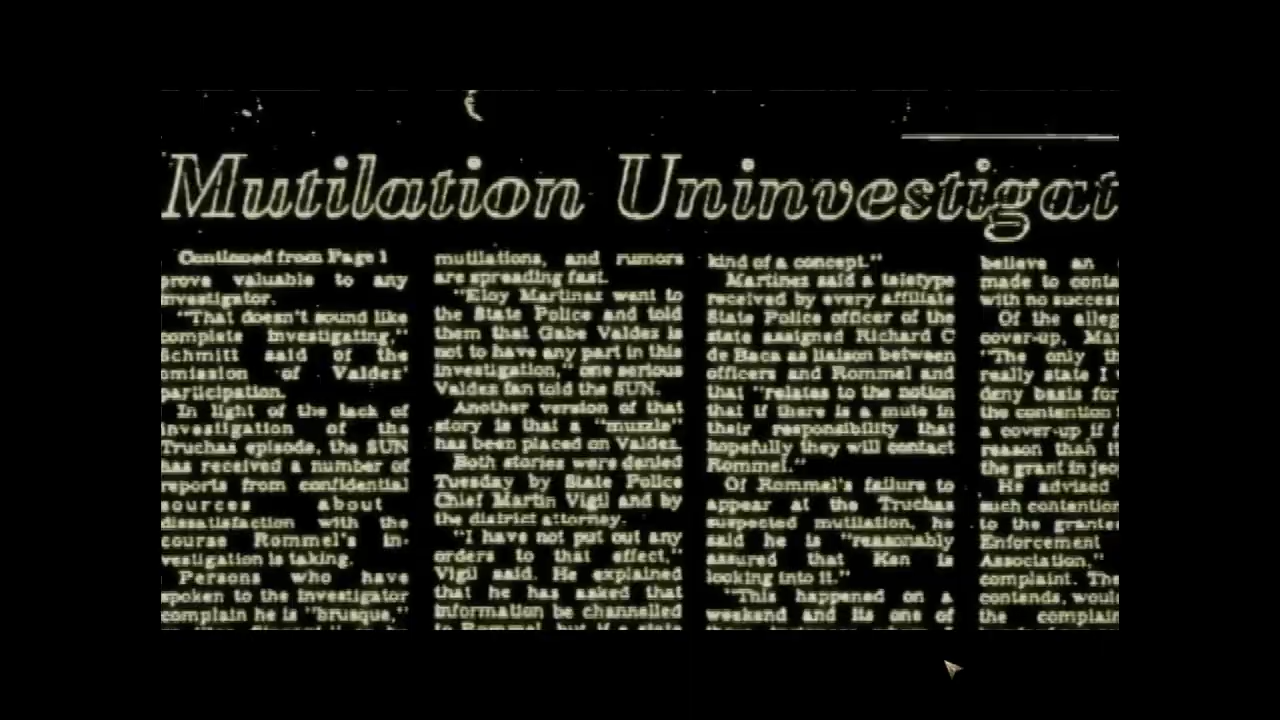 Mutilation Uninvestigat
Continued from Page 1
prove valuable to any
investigator.
"That doesn't sound like
complete investigating,"
Schmitt said of the
omission of Valdez'
participation.
In light of the lack of
investigation of the
Truchas episode, the SUN
has received a number of
reports from confidential
sources about
dissatisfaction with the
course Rommel's in-
vestigation is taking.
Persons who have
spoken to the investigator
complain he is "brusque,"
mutilations, and rumors
are spreading fast.
"Eloy Martinez went to
the State Police and told
them that Gabe Valdez is
not to have any part in this
investigation," one serious
Valdez fan told the SUN.
Another version of that
story is that a "muzzle"
has been placed on Valdez.
Both stories were denied
Tuesday by State Police
Chief Martin Vigil and by
the district attorney.
"I have not put out any
orders to that effect,"
Vigil said. He explained
that he has asked that
information be channelled
to Rommel, but if a state
kind of a concept."
Martinez said a teletype
received by every affiliate
State Police officer of the
state assigned Richard C
de Baca as liaison between
officers and Rommel and
that "relates to the notion
that if there is a mute in
their responsibility that
hopefully they will contact
Rommel."
Of Rommel's failure to
appear at the Truchas
suspected mutilation, he
said he is "reasonably
assured that Ken is
looking into it."
"This happened on a
weekend and its one of
believe an
made to conta
with no success
Of the alleg
cover-up, Mar
"The only th
really state I
deny basis for
the contention
a cover-up if f
reason than
the grant in jeo
He advised
such contention
to the grante
Enforcement
Association,"
complaint. The
contends, woul
the complain